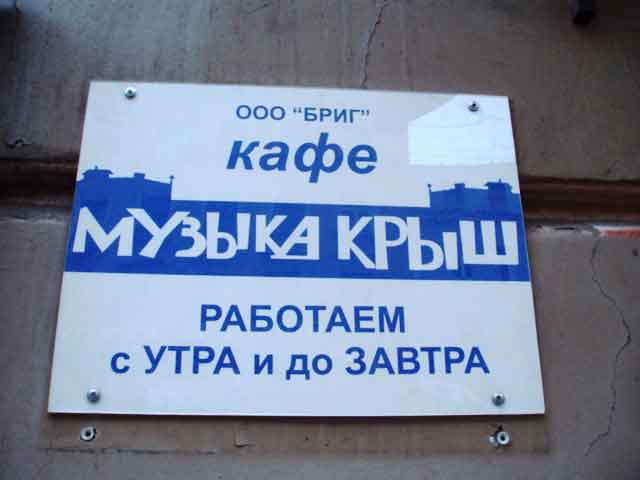 ООО "БРИГ"
кафе
МУЗЫКА КРЫШ
РАБОТАЕМ
с УТРА и до ЗАВТРА